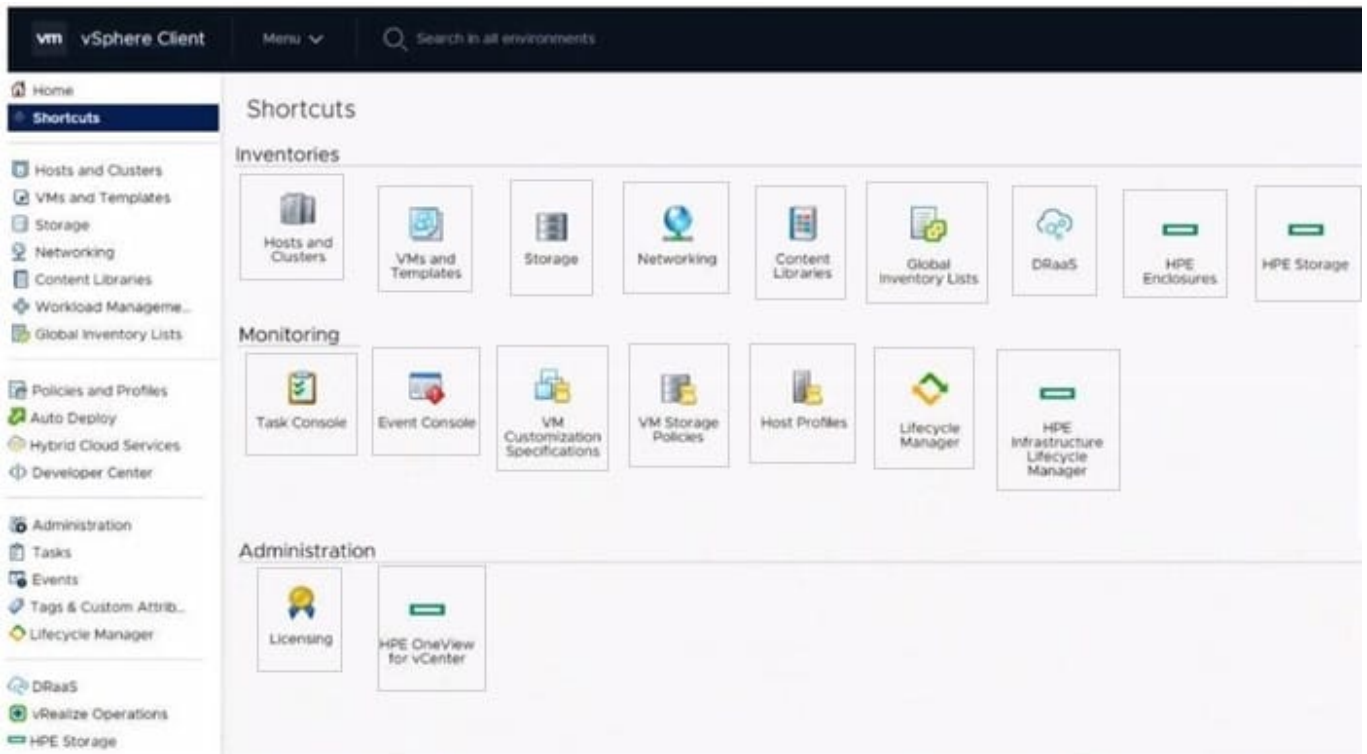 vm vSphere Client Menu Search in all environments
Home
Shortcuts
Hosts and Clusters
VMs and Templates
Storage
Networking
Content Libraries
Workload Manageme...
Global Inventory Lists
Policies and Profiles
Auto Deploy
Hybrid Cloud Services
Developer Center
Administration
Tasks
Events
Tags & Custom Attrib...
Lifecycle Manager
DRaaS
vRealize Operations
HPE Storage
Shortcuts
Inventories
Hosts and
Clusters
VMs and
Templates
Storage
Networking
Content
Libraries
Global
Inventory Lists
DRaaS
HPE
Enclosures
HPE Storage
Monitoring
Task Console
Event Console
VM
Customization
Specifications
VM Storage
Policies
Host Profiles
Lifecycle
Manager
HPE
Infrastructure
Lifecycle
Manager
Administration
Licensing
HPE OneView
for vCenter